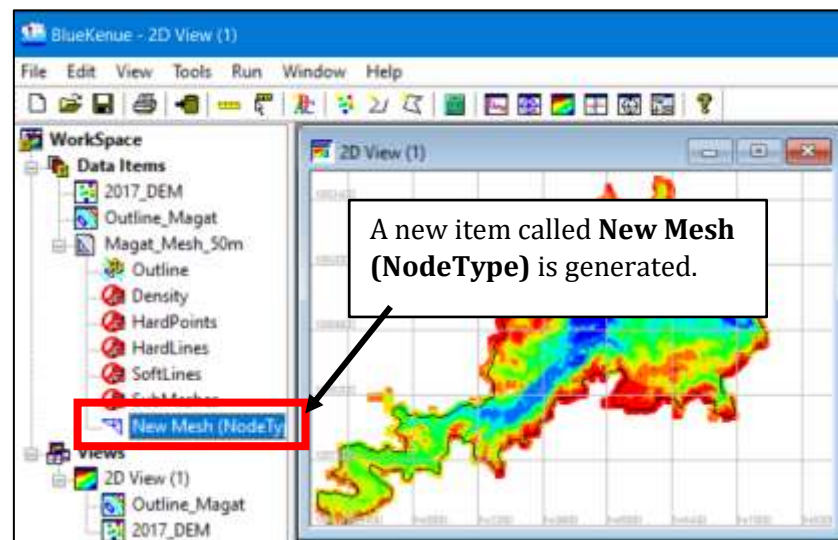 BlueKenue - 2D View (1)
File Edit View Tools Run Window Help
WorkSpace
Data Items
2017_DEM
Outline_Magat
Magat_Mesh_50m
Outline
Density
HardPoints
HardLines
SoftLines
SubMeshes
New Mesh (NodeTy
Views
2D View (1)
Outline_Magat
2017_DEM
2D View (1)
A new item called New Mesh
(NodeType) is generated.